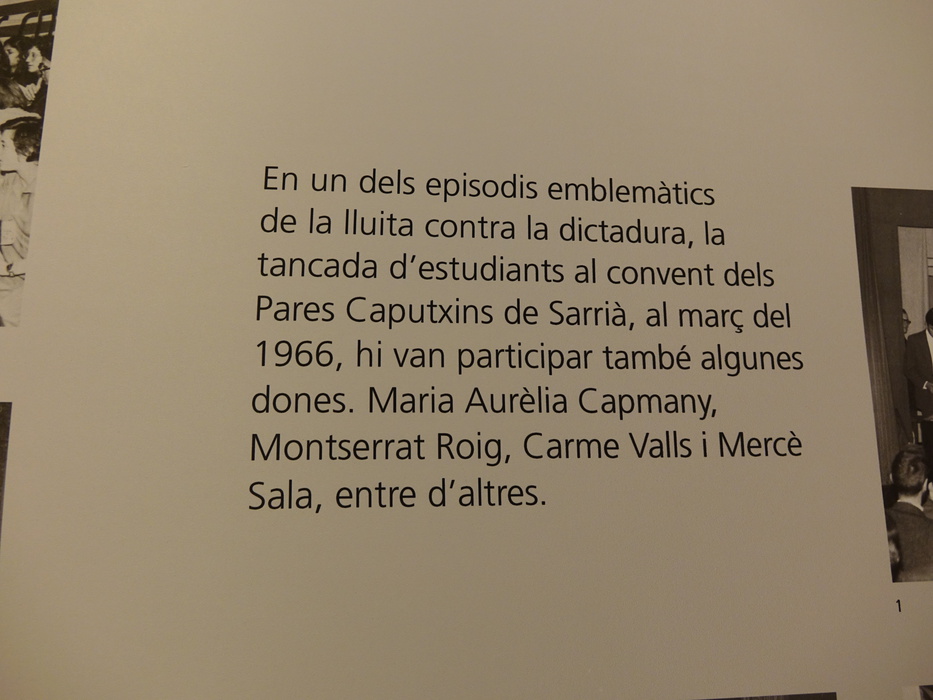 En un dels episodis emblemàtics
de la lluita contra la dictadura, la
tancada d’estudiants al convent dels
Pares Caputxins de Sarrià, al març del
1966, hi van participar també algunes
dones. Maria Aurèlia Capmany,
Montserrat Roig, Carme Valls i Mercè
Sala, entre d’altres.
1